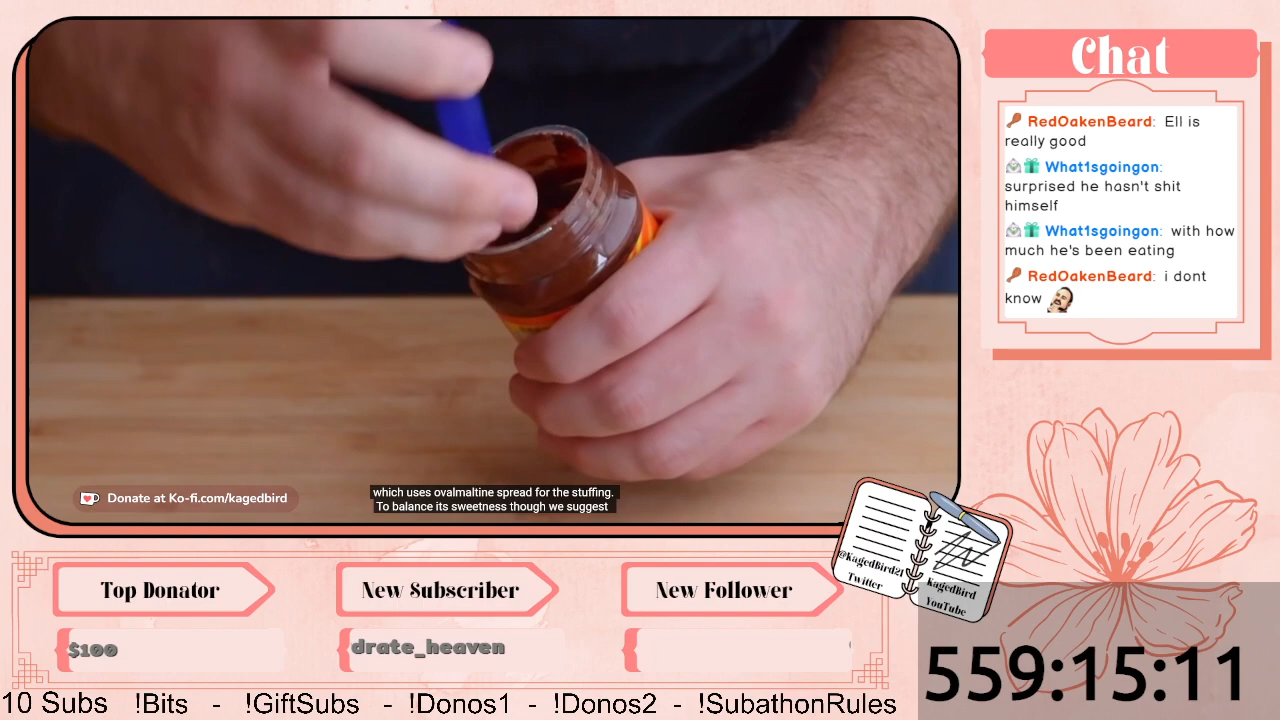 Chat
RedOakenBeard: Ell is
really good
What1sgoingon:
surprised he hasn't shit
himself
What1sgoingon: with how
much he's been eating
RedOakenBeard: i dont
know
Donate at Ko-fi.com/kagedbird
which uses ovalmaltine spread for the stuffing.
To balance its sweetness though we suggest
@KagedBird21
Twitter
KagedBird
YouTube
Top Donator
New Subscriber
New Follower
$100
drate_heaven
10 Subs !Bits - !GiftSubs - !Donos1 - !Donos2 - !SubathonRules
559:15:11